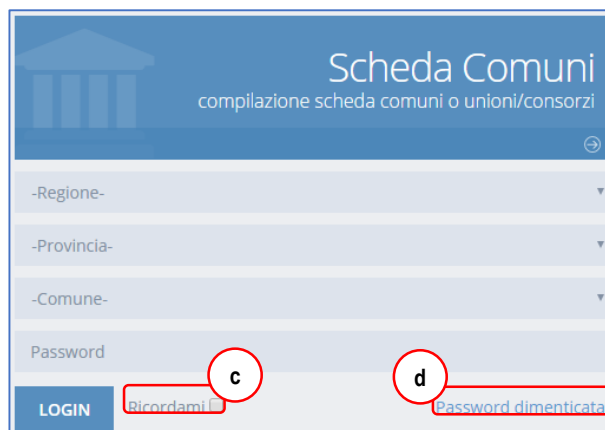 Scheda Comuni
compilazione scheda comuni o unioni/consorzi
-Regione-
-Provincia-
-Comune-
Password
c
d
LOGIN
Ricordami
Password dimenticata